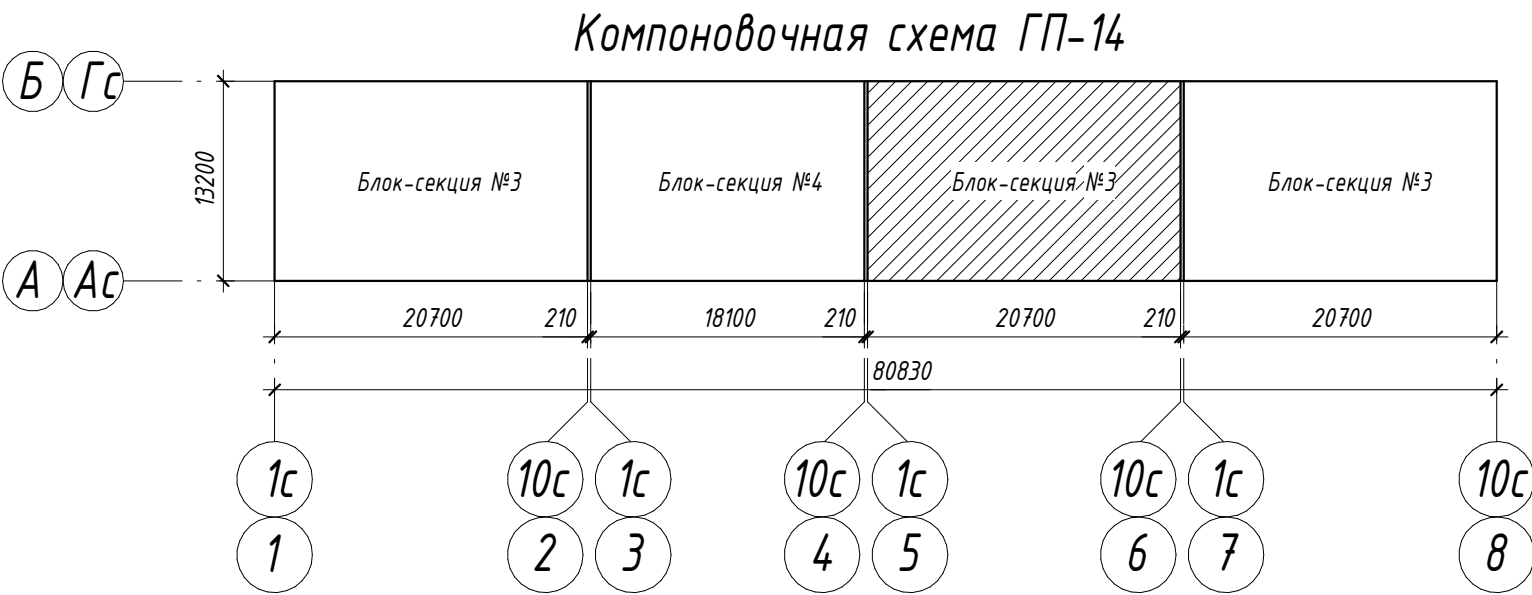 Компоновочная схема ГП-14
Б Гс
13200
Блок-секция №3 Блок-секция №4 Блок-секция №3 Блок-секция №3
А Ас
20700 210 18100 210 20700 210 20700
80830
1с 10с 1с 10с 1с 10с 1с 10с
1 2 3 4 5 6 7 8